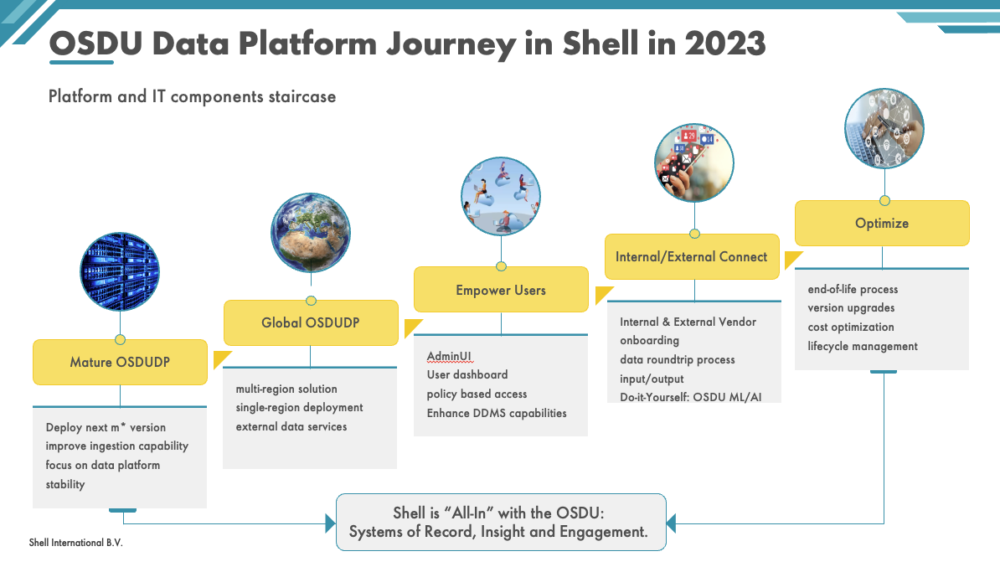 OSDU Data Platform Journey in Shell in 2023
Platform and IT components staircase
Mature OSDUDP
Deploy next m* version
improve ingestion capability
focus on data platform
stability
Global OSDUDP
multi-region solution
single-region deployment
external data services
Empower Users
AdminUI
User dashboard
policy based access
Enhance DDMS capabilities
29
14
Internal/External Connect
Internal & External Vendor
onboarding
data roundtrip process
input/output
Do-it-Yourself: OSDU ML/AI
Optimize
end-of-life process
version upgrades
cost optimization
lifecycle management
Shell is “All-In” with the OSDU:
Systems of Record, Insight and Engagement.
Shell International B.V.